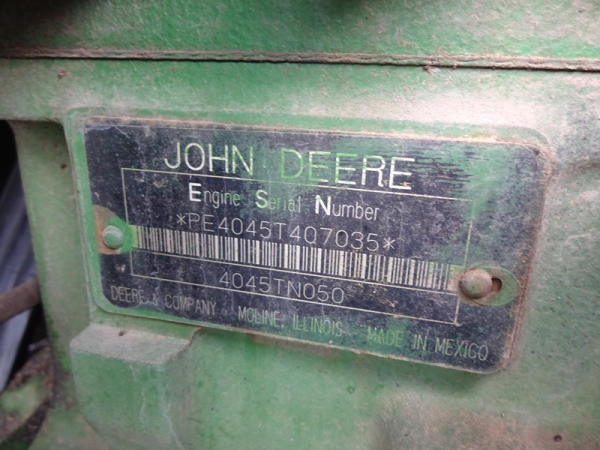 JOHN DEERE
Engine Serial Number
*PE4045T407035*
4045TN050
DEERE & COMPANY MOLINE, ILLINOIS MADE IN MEXICO